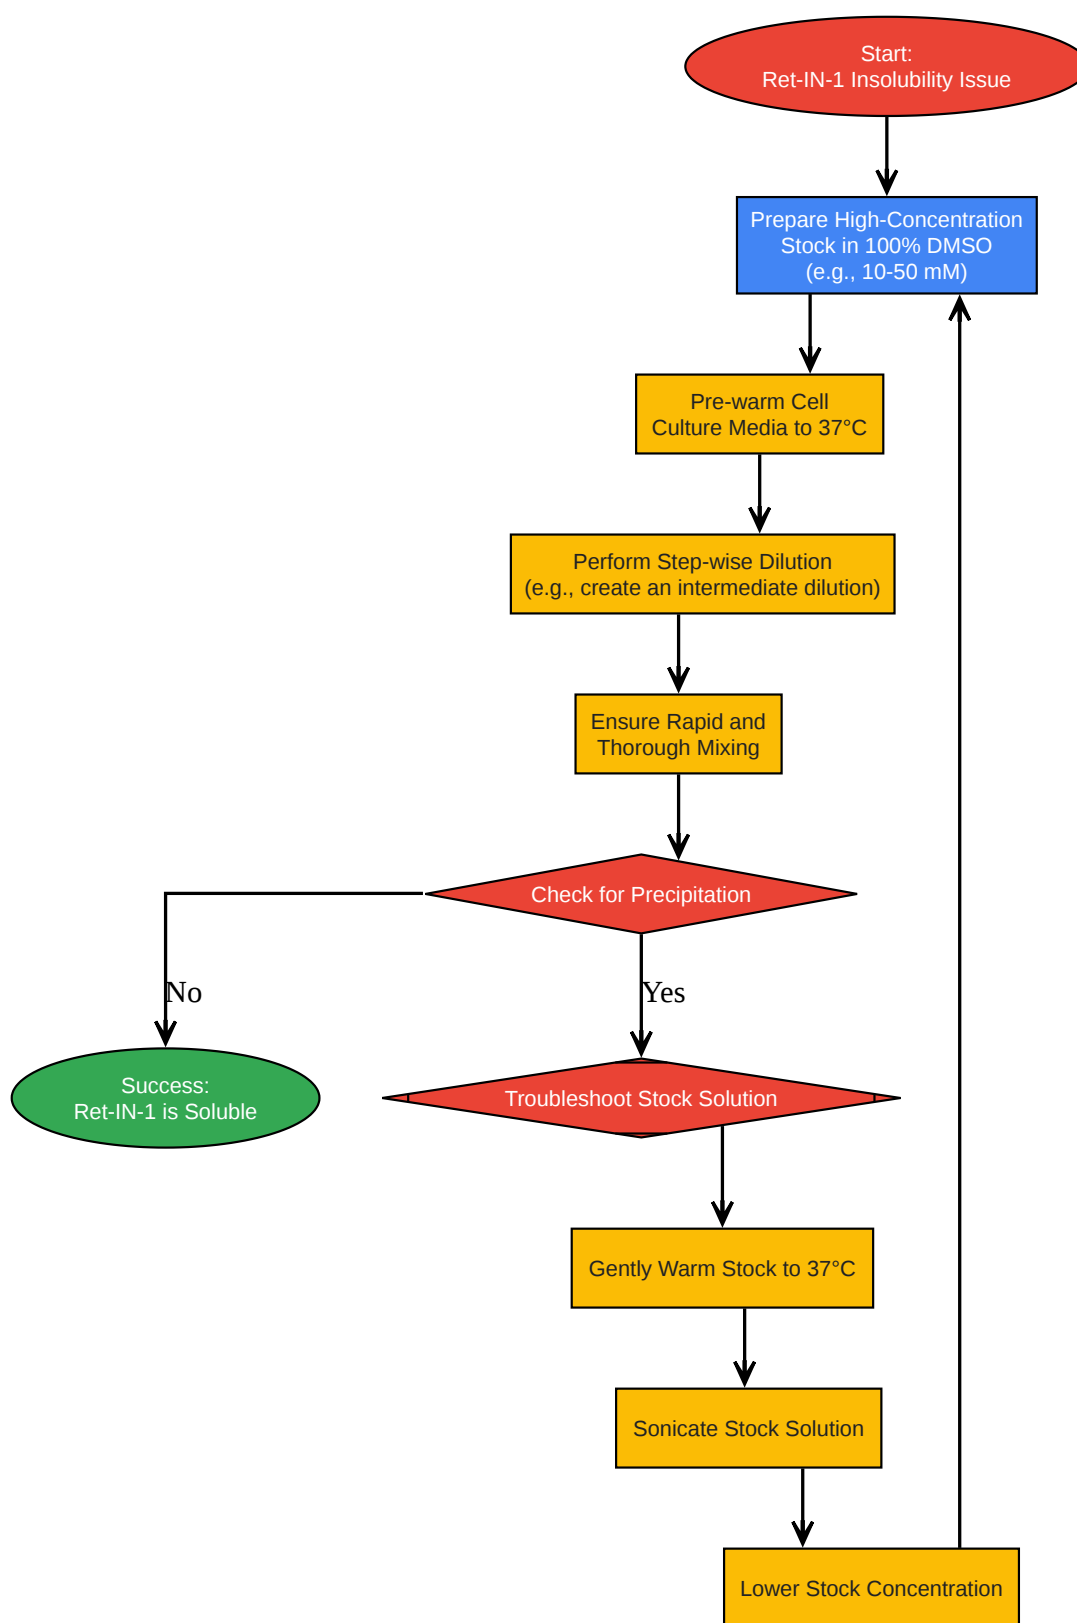 Start:
Ret-IN-1 Insolubility Issue
Prepare High-Concentration
Stock in 100% DMSO
(e.g., 10-50 mM)
Pre-warm Cell
Culture Media to 37°C
Perform Step-wise Dilution
(e.g., create an intermediate dilution)
Ensure Rapid and
Thorough Mixing
Check for Precipitation
No
Yes
Success:
Ret-IN-1 is Soluble
Troubleshoot Stock Solution
Gently Warm Stock to 37°C
Sonicate Stock Solution
Lower Stock Concentration